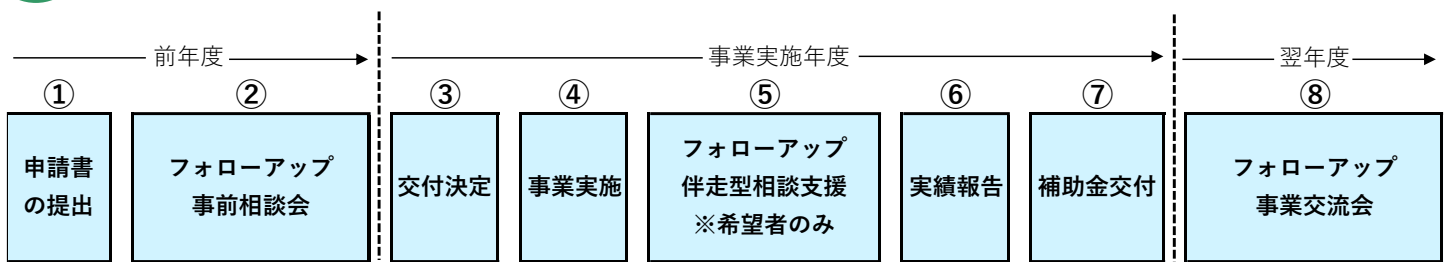 前年度
事業実施年度
翌年度
①
②
③
④
⑤
⑥
⑦
⑧
申請書
の提出
フォローアップ
事前相談会
交付決定
事業実施
フォローアップ
伴走型相談支援
※希望者のみ
実績報告
補助金交付
フォローアップ
事業交流会